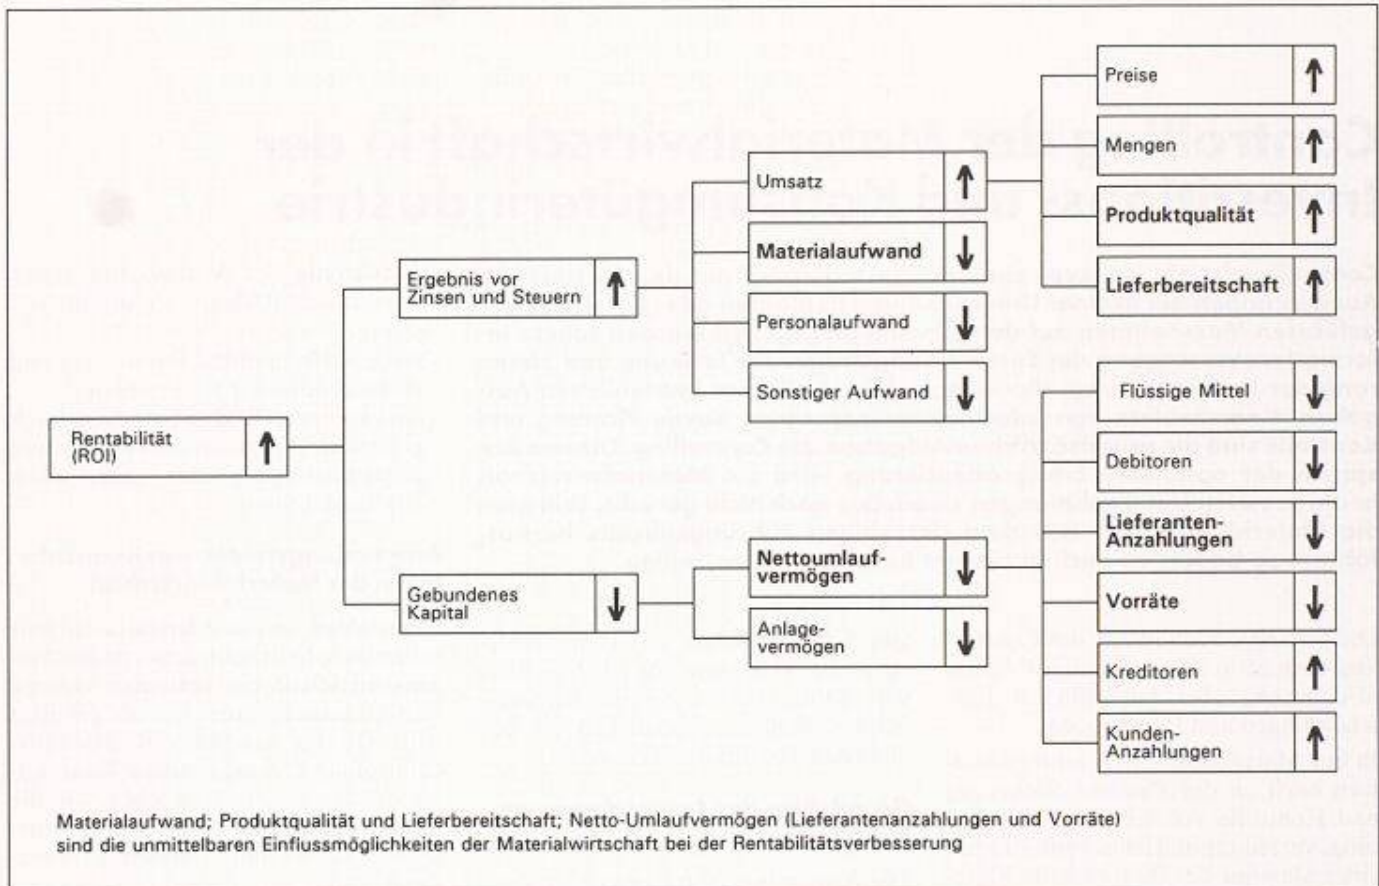 Preise ↑
Mengen ↑
Umsatz ↑
Produktqualität ↑
Materialaufwand ↓
Ergebnis vor
Zinsen und Steuern ↑
Lieferbereitschaft ↑
Personalaufwand ↓
Sonstiger Aufwand ↓
Flüssige Mittel ↓
Rentabilität
(ROI) ↑
Debitoren ↓
Lieferanten-
Anzahlungen ↓
Nettoumlauf-
vermögen ↓
Gebundenes
Kapital ↓
Vorräte ↓
Anlage-
vermögen ↓
Kreditoren ↑
Kunden-
Anzahlungen ↑
Materialaufwand; Produktqualität und Lieferbereitschaft; Netto-Umlaufvermögen (Lieferantenanzahlungen und Vorräte)
sind die unmittelbaren Einflussmöglichkeiten der Materialwirtschaft bei der Rentabilitätsverbesserung